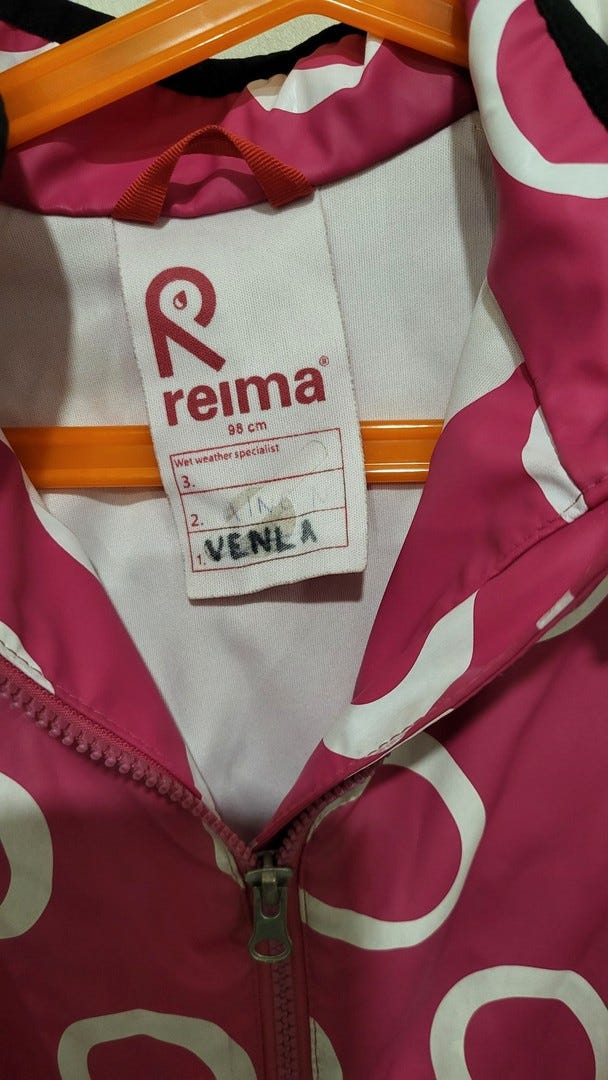 reima®
98 cm
Wet weather specialist
3.
2.
1. VENLA